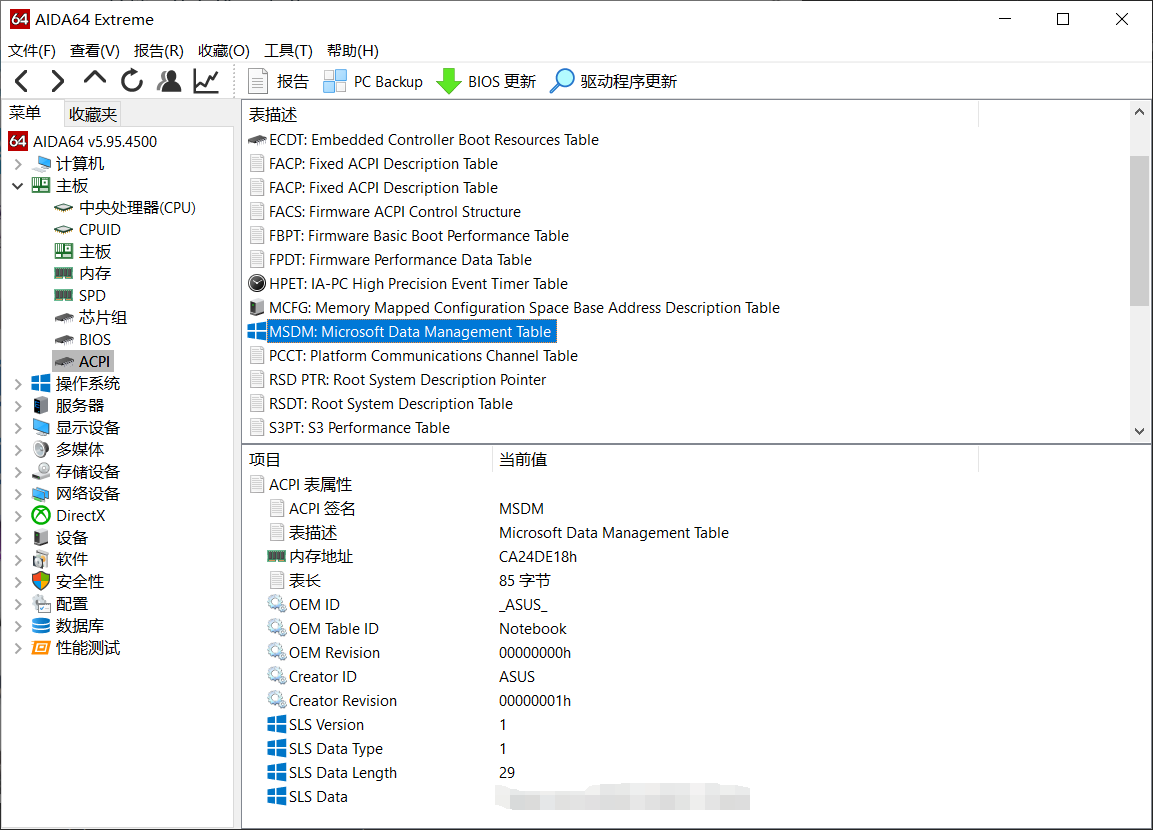 64 AIDA64 Extreme
文件(F) 查看(V) 报告(R) 收藏(O) 工具(T) 帮助(H)
报告 PC Backup BIOS 更新 驱动程序更新
菜单 收藏夹
64 AIDA64 v5.95.4500
计算机
主板
中央处理器(CPU)
CPUID
主板
内存
SPD
芯片组
BIOS
ACPI
操作系统
服务器
显示设备
多媒体
存储设备
网络设备
DirectX
设备
软件
安全性
配置
数据库
性能测试
表描述
ECDT: Embedded Controller Boot Resources Table
FACP: Fixed ACPI Description Table
FACP: Fixed ACPI Description Table
FACS: Firmware ACPI Control Structure
FBPT: Firmware Basic Boot Performance Table
FPDT: Firmware Performance Data Table
HPET: IA-PC High Precision Event Timer Table
MCFG: Memory Mapped Configuration Space Base Address Description Table
MSDM: Microsoft Data Management Table
PCCT: Platform Communications Channel Table
RSD PTR: Root System Description Pointer
RSDT: Root System Description Table
S3PT: S3 Performance Table
项目 当前值
ACPI 表属性
ACPI 签名 MSDM
表描述 Microsoft Data Management Table
内存地址 CA24DE18h
表长 85 字节
OEM ID _ASUS_
OEM Table ID Notebook
OEM Revision 00000000h
Creator ID ASUS
Creator Revision 00000001h
SLS Version 1
SLS Data Type 1
SLS Data Length 29
SLS Data